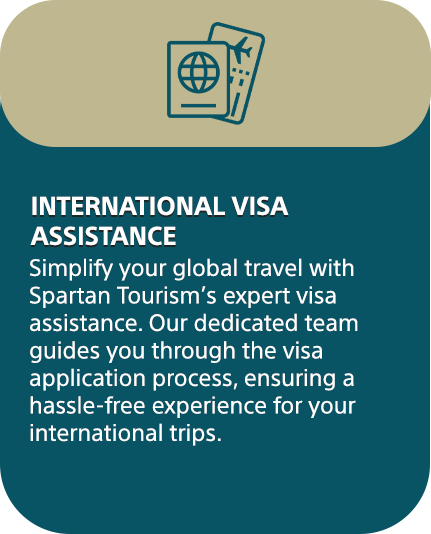 INTERNATIONAL VISA
ASSISTANCE
Simplify your global travel with
Spartan Tourism’s expert visa
assistance. Our dedicated team
guides you through the visa
application process, ensuring a
hassle-free experience for your
international trips.